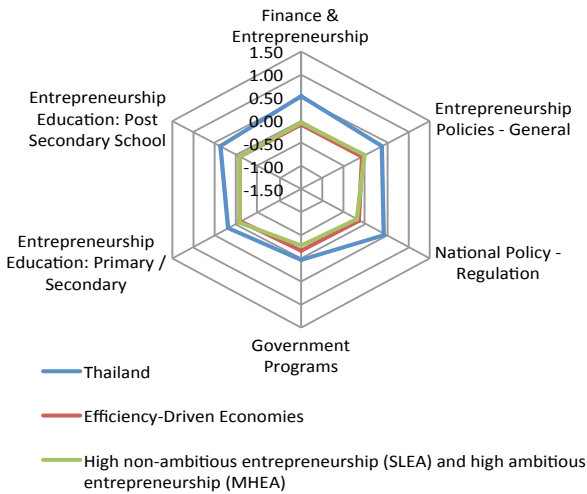 Finance &
Entrepreneurship
1.50
1.00
0.50
0.00
-0.50
-1.00
-1.50
Entrepreneurship
Policies - General
National Policy -
Regulation
Government
Programs
Entrepreneurship
Education: Primary /
Secondary
Entrepreneurship
Education: Post
Secondary School
Thailand
Efficiency-Driven Economies
High non-ambitious entrepreneurship (SLEA) and high ambitious
entrepreneurship (MHEA)